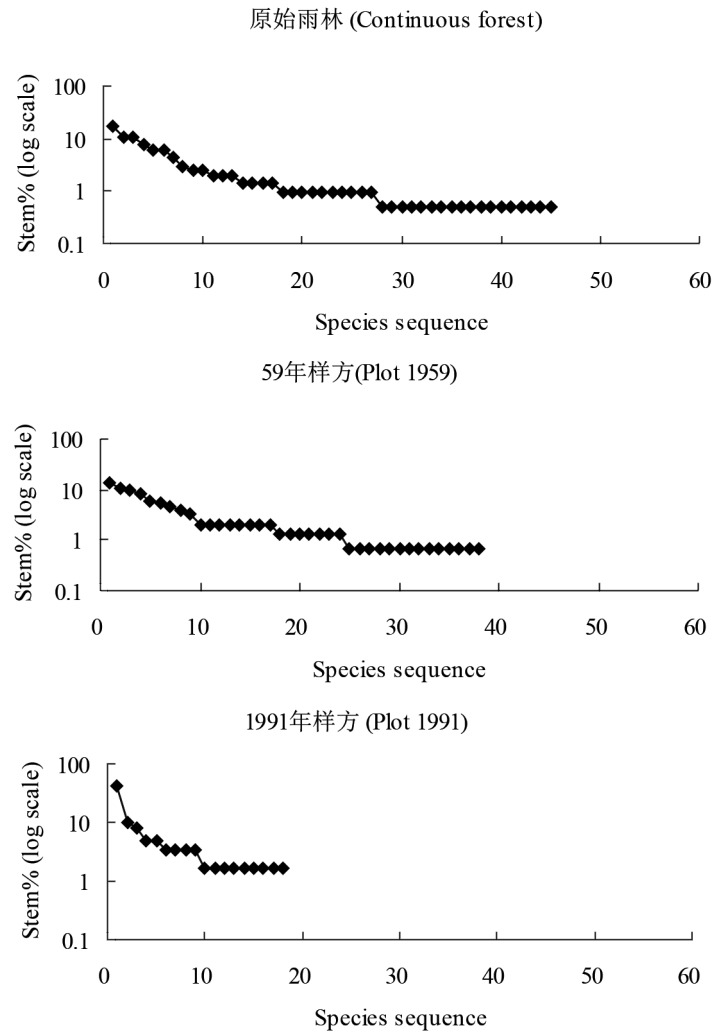 原始雨林 (Continuous forest)
100
10
1
0.1
Stem% (log scale)
0 10 20 30 40 50 60
Species sequence
59年样方(Plot 1959)
100
10
1
0.1
Stem% (log scale)
0 10 20 30 40 50 60
Species sequence
1991年样方 (Plot 1991)
100
10
1
0.1
Stem% (log scale)
0 10 20 30 40 50 60
Species sequence